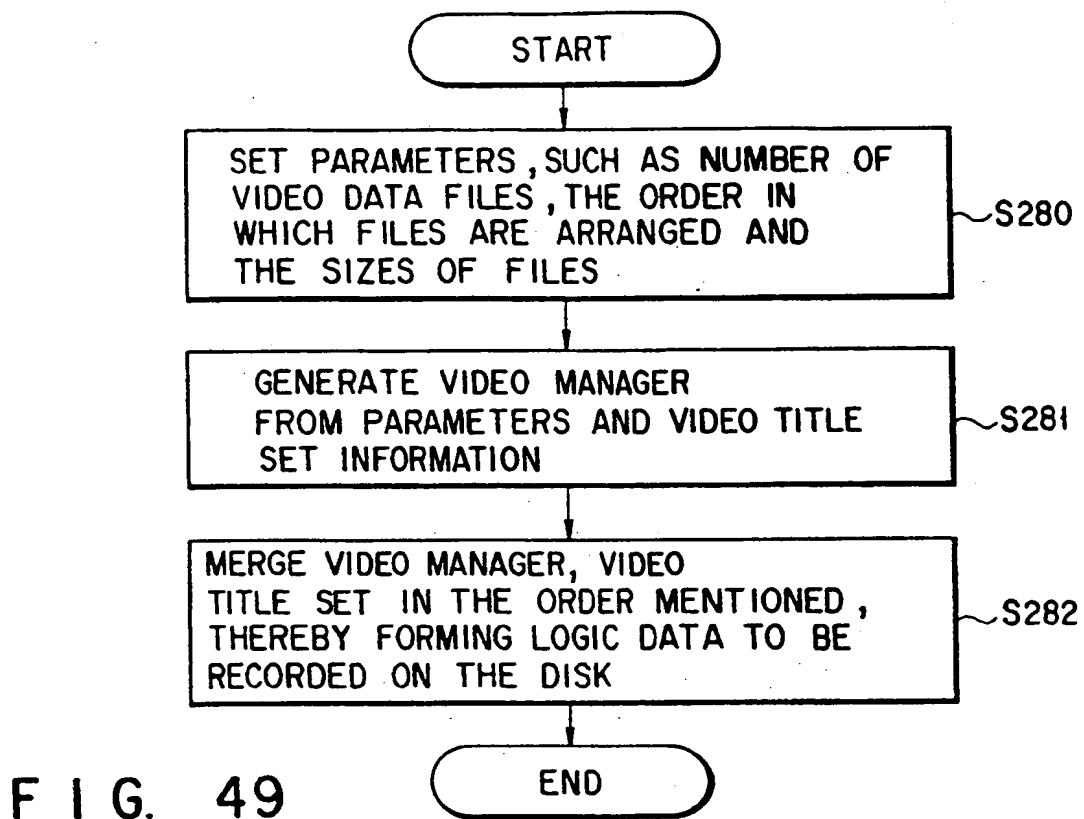 START
SET PARAMETERS, SUCH AS NUMBER OF
VIDEO DATA FILES, THE ORDER IN
WHICH FILES ARE ARRANGED AND
THE SIZES OF FILES
S280
GENERATE VIDEO MANAGER
FROM PARAMETERS AND VIDEO TITLE
SET INFORMATION
S281
MERGE VIDEO MANAGER, VIDEO
TITLE SET IN THE ORDER MENTIONED,
THEREBY FORMING LOGIC DATA TO BE
RECORDED ON THE DISK
S282
END
FIG. 49